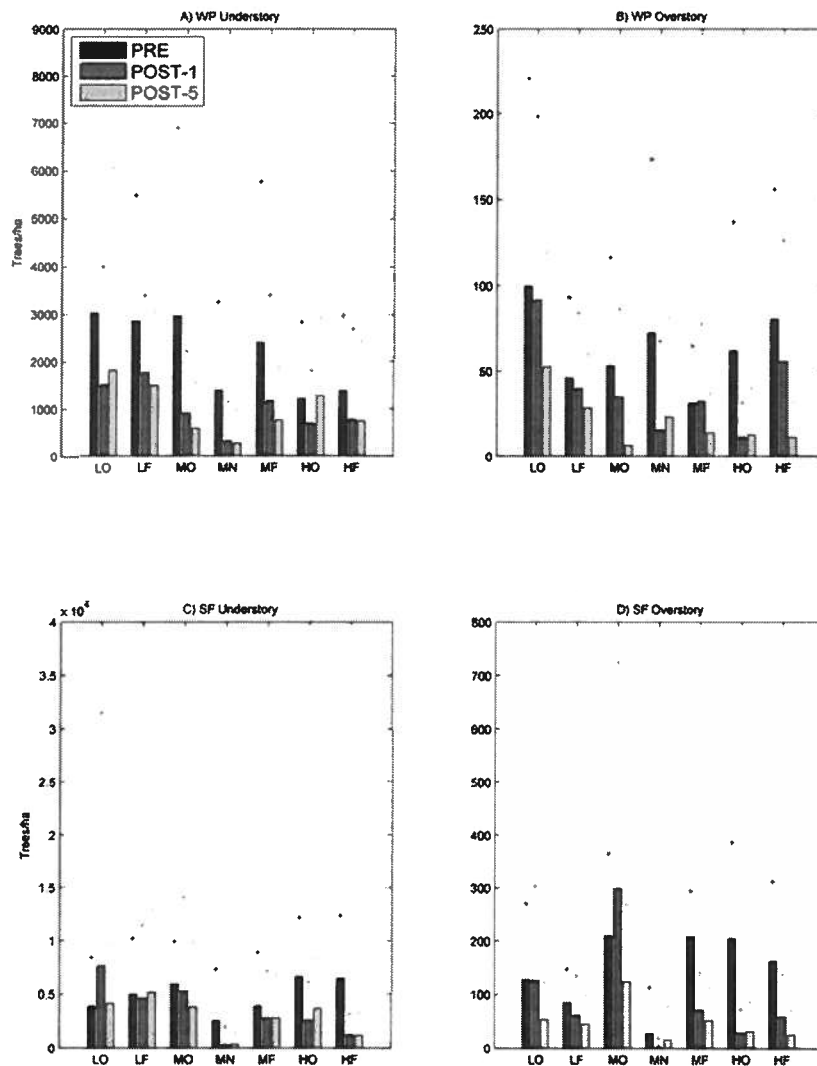 A) WP Understory
9000
8000
7000
6000
5000
4000
3000
2000
1000
0
Trees/ha
PRE
POST-1
POST-5
LO LF MO MN MF HO HF
B) WP Overstory
250
200
150
100
50
0
LO LF MO MN MF HO HF
C) SF Understory
x 10^4
4
3.5
3
2.5
2
1.5
1
0.5
0
Trees/ha
LO LF MO MN MF HO HF
D) SF Overstory
800
700
600
500
400
300
200
100
0
LO LF MO MN MF HO HF